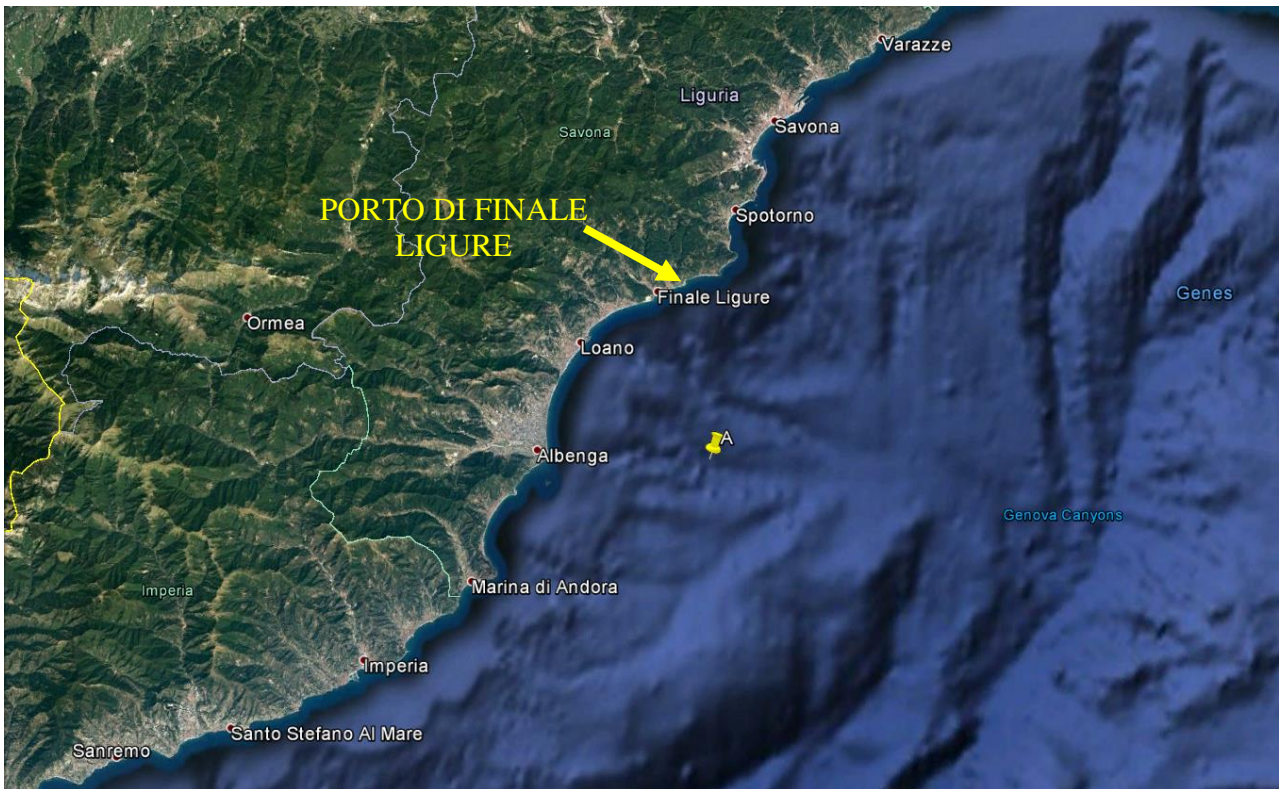 Varazze
Liguria
Savona
Savona
PORTO DI FINALE
LIGURE
Spotorno
Finale Ligure
Genes
Ormea
Loano
A
Albenga
Genova Canyons
Marina di Andora
Imperia
Imperia
Santo Stefano Al Mare
Sanremo